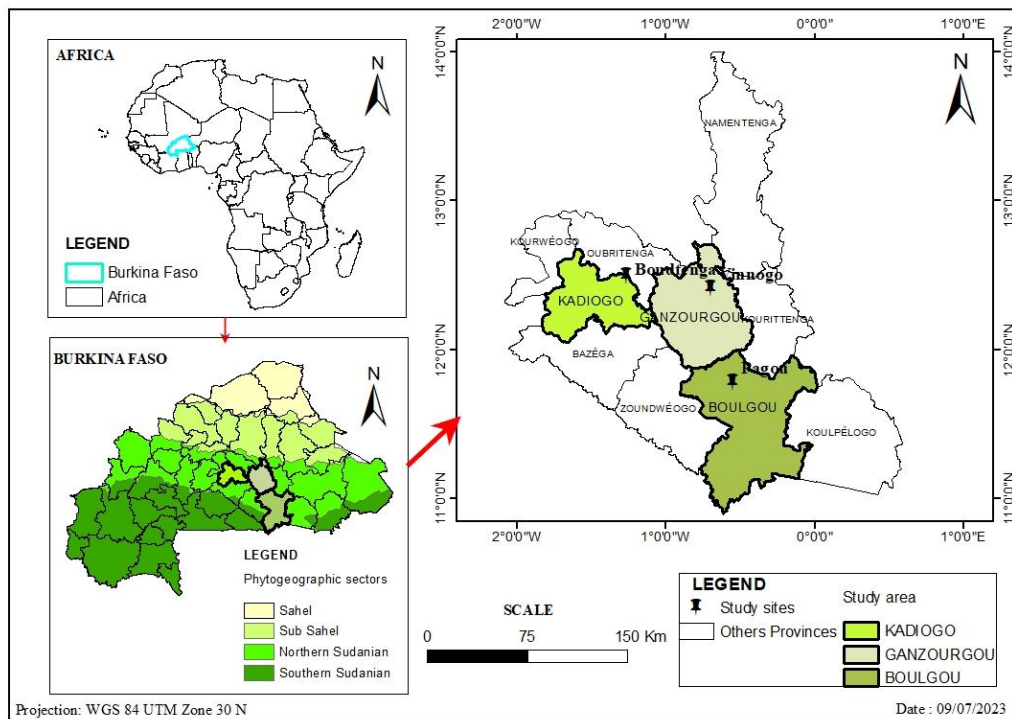 AFRICA
N
LEGEND
Burkina Faso
Africa
BURKINA FASO
N
LEGEND
Phytogeographic sectors
Sahel
Sub Sahel
Northern Sudanian
Southern Sudanian
2°0'0"W 1°0'0"W 0°0'0" 1°0'0"E
14°0'0"N
13°0'0"N
12°0'0"N
11°0'0"N
14°0'0"N
13°0'0"N
12°0'0"N
11°0'0"N
N
NAMENTENGA
KOURWÉOGO
OUBRITENGA
KADIOGO
GANZOURGOU
KOURITTENGA
BAZÈGA
ZOUNDWÉOGO
BOULGOU
KOULPÉLOGO
2°0'0"W 1°0'0"W 0°0'0" 1°0'0"E
SCALE
0 75 150 Km
LEGEND
Study sites
Others Provinces
Study area
KADIOGO
GANZOURGOU
BOULGOU
Projection: WGS 84 UTM Zone 30 N
Date : 09/07/2023